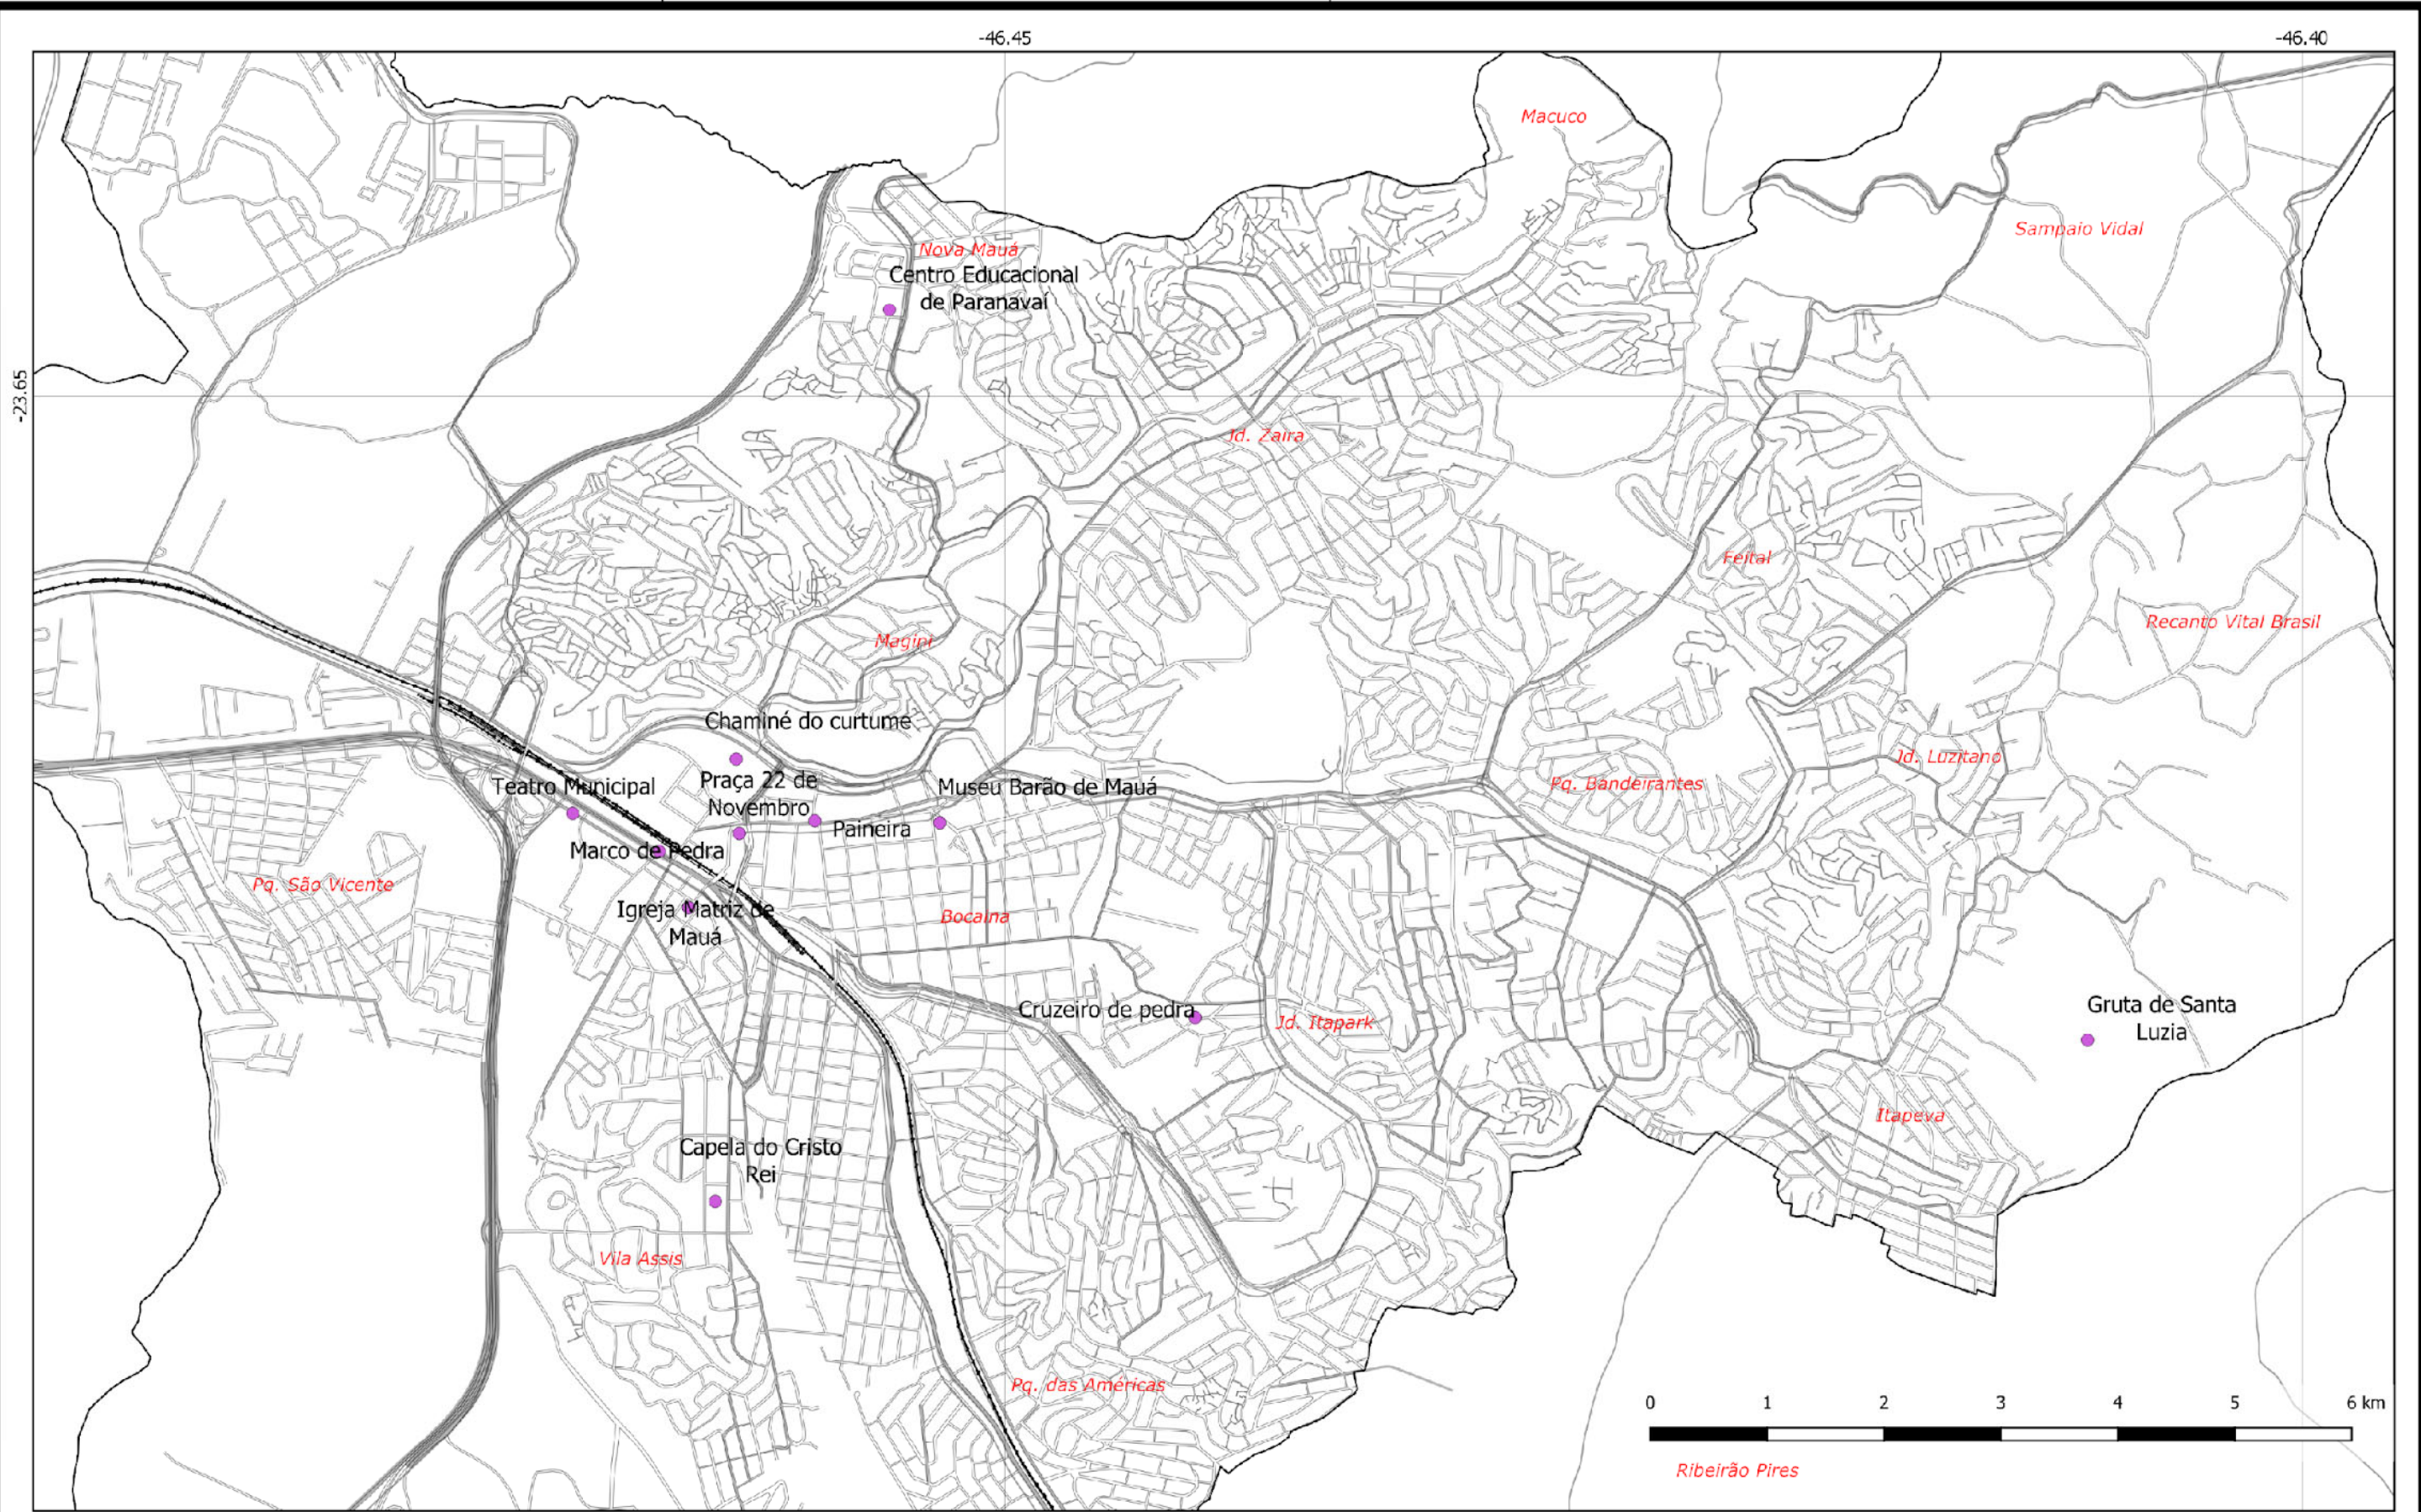 -46.45
-46.40
Macuco
Sampaio Vidal
Nova Mauá
Centro Educacional
de Paranavaí
-23.65
Jd. Zaira
Feital
Recanto Vital Brasil
Magini
Chaminé do curtume
Jd. Luzitano
Teatro Municipal
Praça 22 de
Novembro
Museu Barão de Mauá
Pq. Bandeirantes
Paineira
Marco de Pedra
Pq. São Vicente
Igreja Matriz de
Mauá
Bocaina
Cruzeiro de pedra
Jd. Itapark
Gruta de Santa
Luzia
Itapeva
Capela do Cristo
Rei
Vila Assis
Pq. das Américas
0 1 2 3 4 5 6 km
Ribeirão Pires